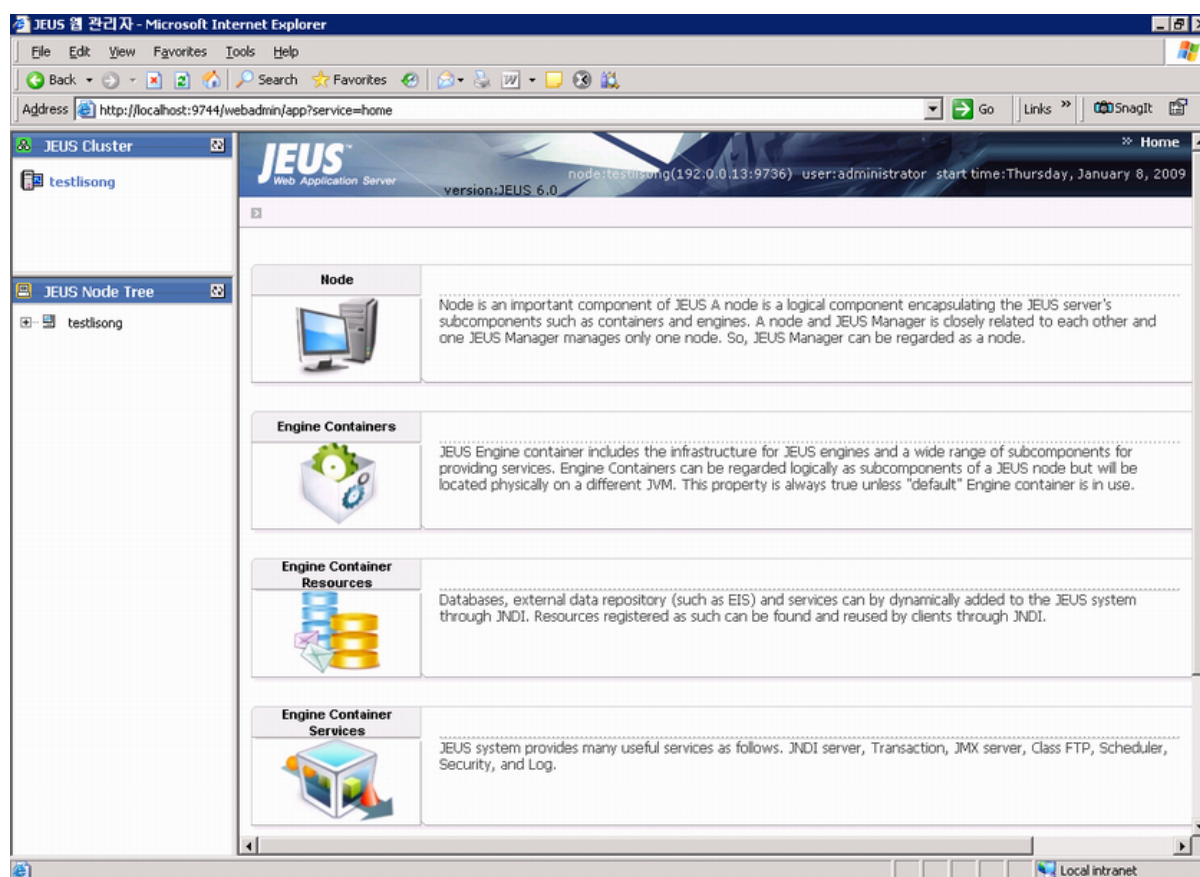 JEUS 웹 관리자 - Microsoft Internet Explorer
File Edit View Favorites Tools Help
Back Search Favorites
Address http://localhost:9744/webadmin/app?service=home Go Links » SnagIt
JEUS Cluster
testlisong
JEUS Node Tree
testlisong
» Home
JEUS™
Web Application Server
node:testlisong(192.0.0.13:9736) user:administrator start time:Thursday, January 8, 2009
version:JEUS 6.0
Node
Node is an important component of JEUS A node is a logical component encapsulating the JEUS server's
subcomponents such as containers and engines. A node and JEUS Manager is closely related to each other and
one JEUS Manager manages only one node. So, JEUS Manager can be regarded as a node.
Engine Containers
JEUS Engine container includes the infrastructure for JEUS engines and a wide range of subcomponents for
providing services. Engine Containers can be regarded logically as subcomponents of a JEUS node but will be
located physically on a different JVM. This property is always true unless "default" Engine container is in use.
Engine Container
Resources
Databases, external data repository (such as EIS) and services can by dynamically added to the JEUS system
through JNDI. Resources registered as such can be found and reused by clients through JNDI.
Engine Container
Services
JEUS system provides many useful services as follows. JNDI server, Transaction, JMX server, Class FTP, Scheduler,
Security, and Log.
Local intranet